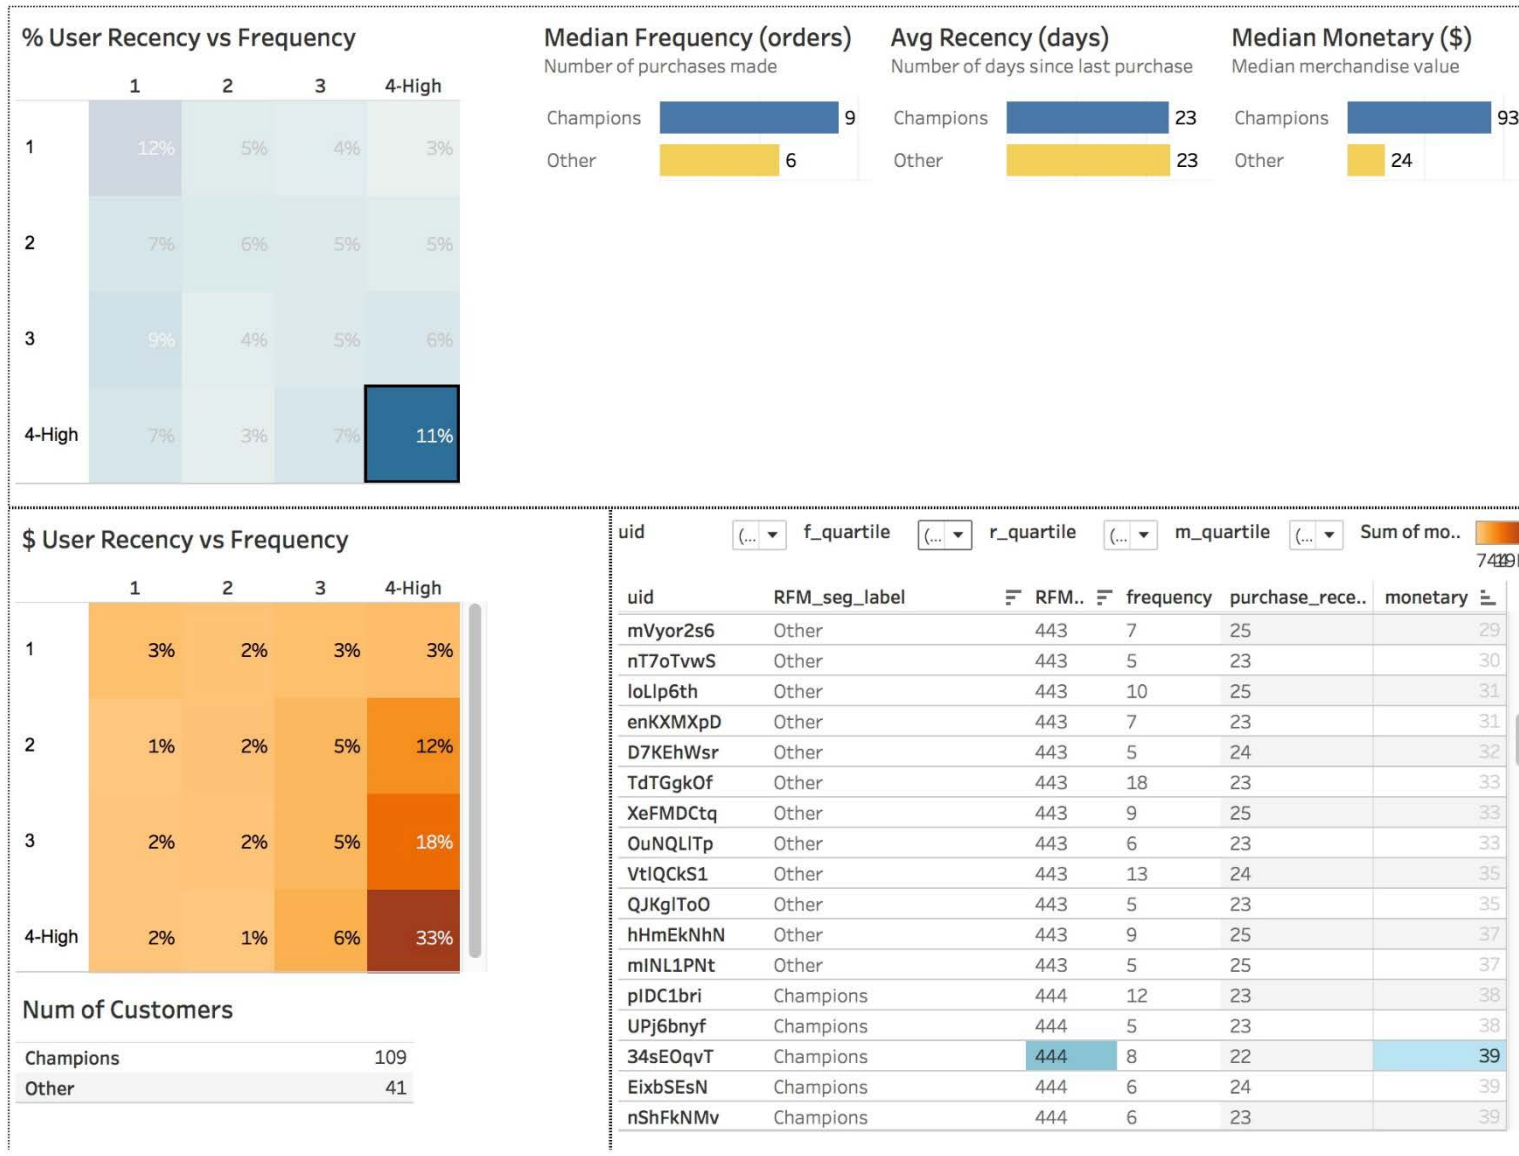 % User Recency vs Frequency
1 2 3 4-High
1 12% 5% 4% 3%
2 7% 6% 5% 5%
3 9% 4% 5% 6%
4-High 7% 3% 7% 11%
Median Frequency (orders)
Number of purchases made
Champions 9
Other 6
Avg Recency (days)
Number of days since last purchase
Champions 23
Other 23
Median Monetary ($)
Median merchandise value
Champions 93
Other 24
$ User Recency vs Frequency
1 2 3 4-High
1 3% 2% 3% 3%
2 1% 2% 5% 12%
3 2% 2% 5% 18%
4-High 2% 1% 6% 33%
Num of Customers
Champions 109
Other 41
uid (... f_quartile (... r_quartile (... m_quartile (... Sum of mo..
uid RFM_seg_label RFM.. frequency purchase_rece.. monetary
mVyor2s6 Other 443 7 25 29
nT7oTvwS Other 443 5 23 30
loLlp6th Other 443 10 25 31
enKXMXpD Other 443 7 23 31
D7KEhWsr Other 443 5 24 32
TdTGgkOf Other 443 18 23 33
XeFMDCtq Other 443 9 25 33
OuNQLlTp Other 443 6 23 33
VtlQCkS1 Other 443 13 24 35
QJKglToO Other 443 5 23 35
hHmEkNhN Other 443 9 25 37
mINL1PNt Other 443 5 25 37
pIDC1bri Champions 444 12 23 38
UPj6bnyf Champions 444 5 23 38
34sEOqvT Champions 444 8 22 39
EixbSEsN Champions 444 6 24 39
nShFkNMv Champions 444 6 23 39